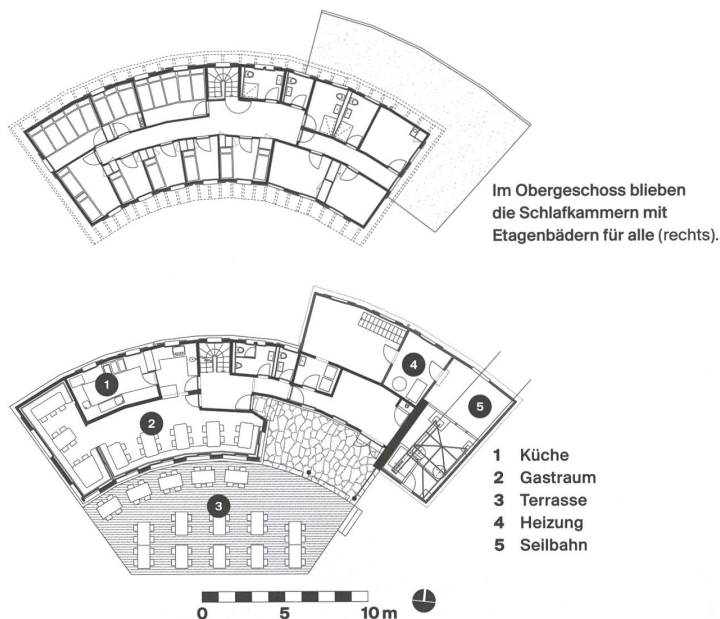 Im Obergeschoss blieben
die Schlafkammern mit
Etagenbädern für alle (rechts).
1
2
3
4
5
1 Küche
2 Gastraum
3 Terrasse
4 Heizung
5 Seilbahn
0 5 10 m